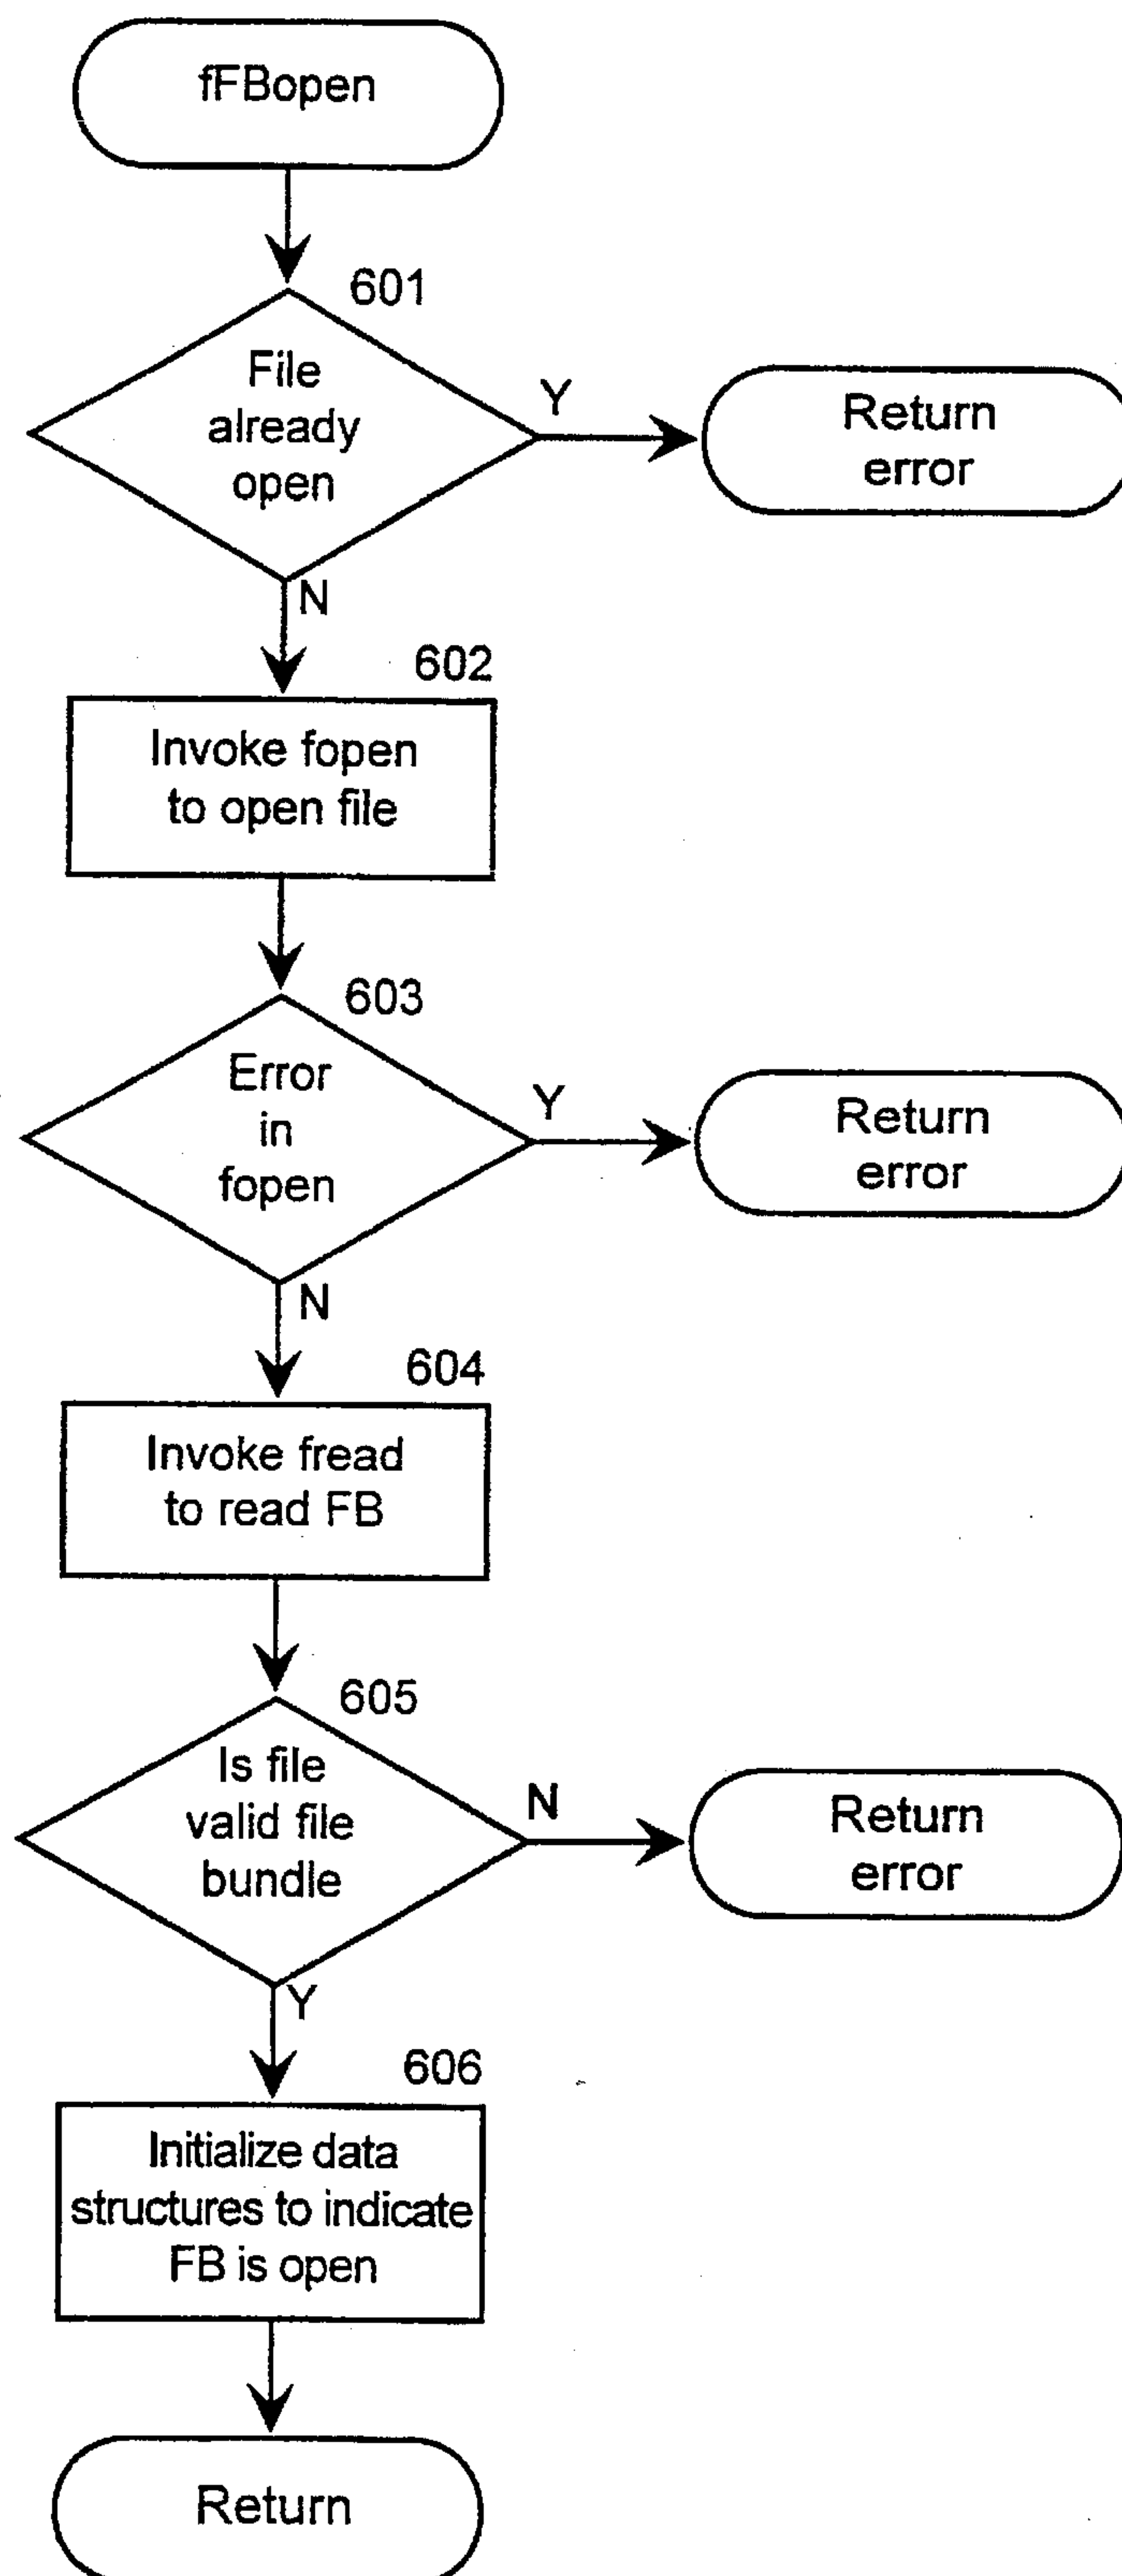 fFBopen
601
File
already
open
Y
Return
error
N
602
Invoke fopen
to open file
603
Error
in
fopen
Y
Return
error
N
604
Invoke fread
to read FB
605
Is file
valid file
bundle
N
Return
error
Y
606
Initialize data
structures to indicate
FB is open
Return